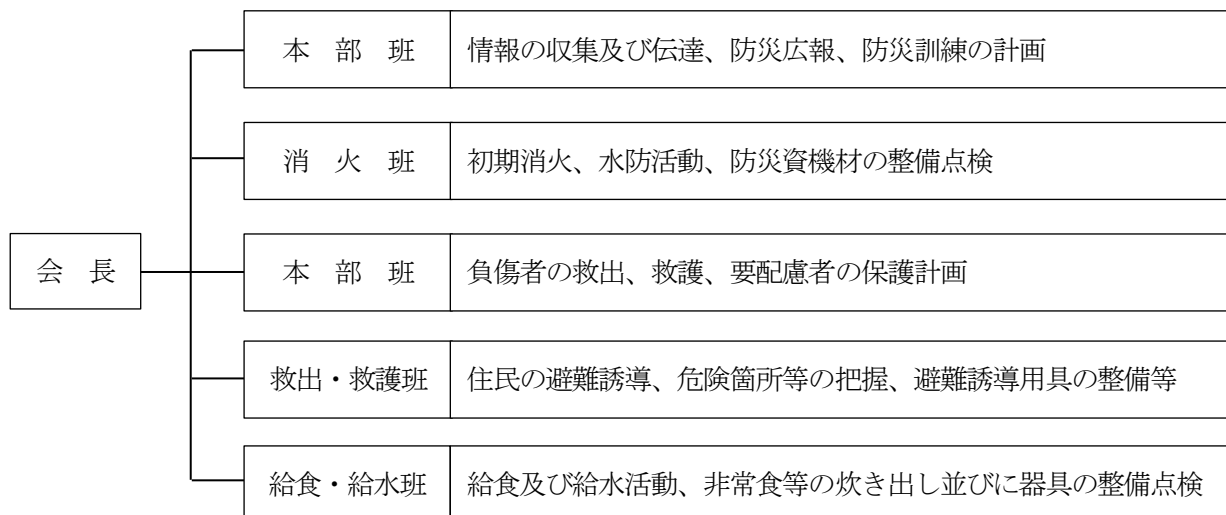 本　部　班　情報の収集及び伝達、防災広報、防災訓練の計画
消　火　班　初期消火、水防活動、防災資機材の整備点検
会　長
本　部　班　負傷者の救出、救護、要配慮者の保護計画
救出・救護班　住民の避難誘導、危険箇所等の把握、避難誘導用具の整備等
給食・給水班　給食及び給水活動、非常食等の炊き出し並びに器具の整備点検